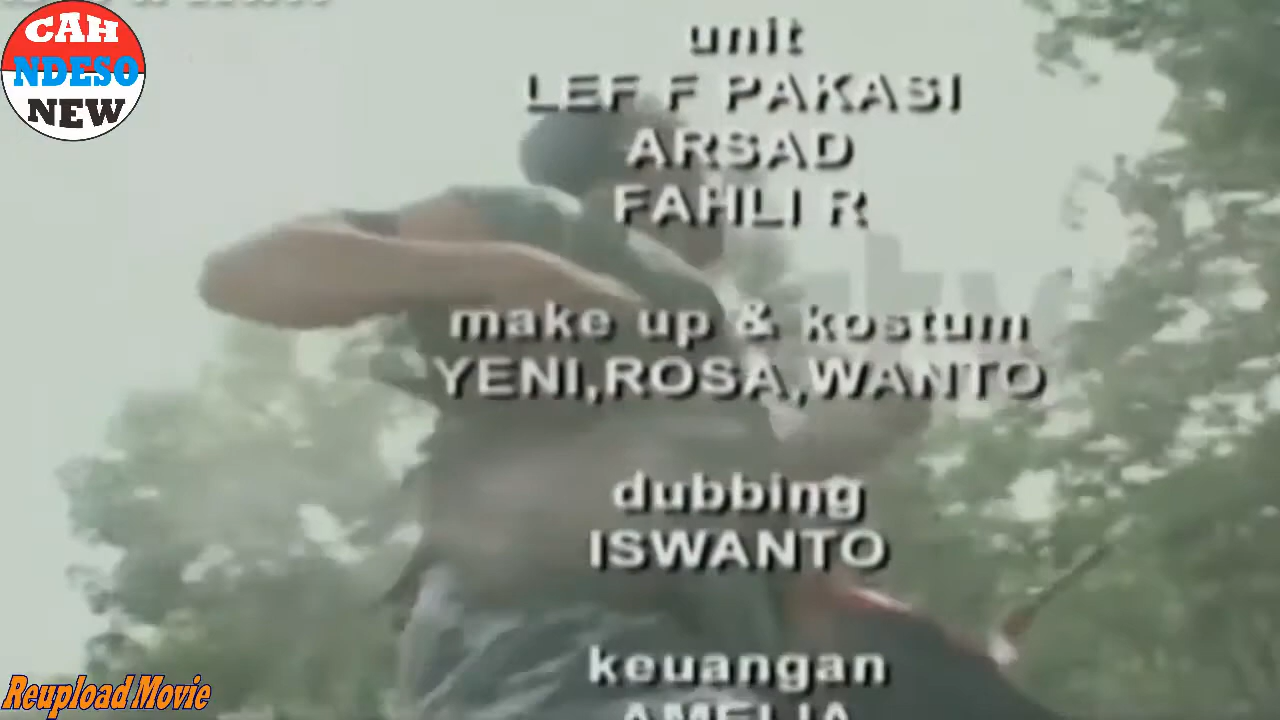 CAH
NDESO
NEW
unit
LEF F PAKASI
ARSAD
FAHLI R
make up & kostum
YENI,ROSA,WANTO
dubbing
ISWANTO
keuangan
AMELIA
Reupload Movie